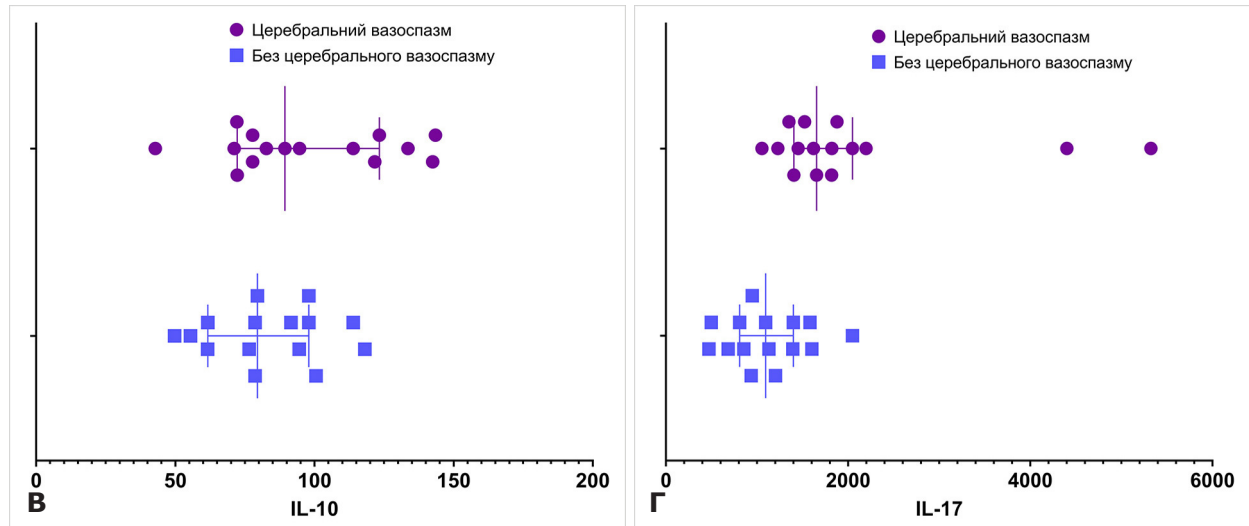 Церебральний вазоспазм
Без церебрального вазоспазму
0 50 100 150 200
IL-10
В
Церебральний вазоспазм
Без церебрального вазоспазму
0 2000 4000 6000
IL-17
Г